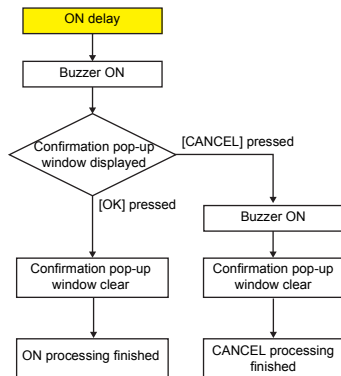 ON delay
Buzzer ON
Confirmation pop-up
window displayed
[CANCEL] pressed
[OK] pressed
Buzzer ON
Confirmation pop-up
window clear
Confirmation pop-up
window clear
ON processing finished
CANCEL processing
finished